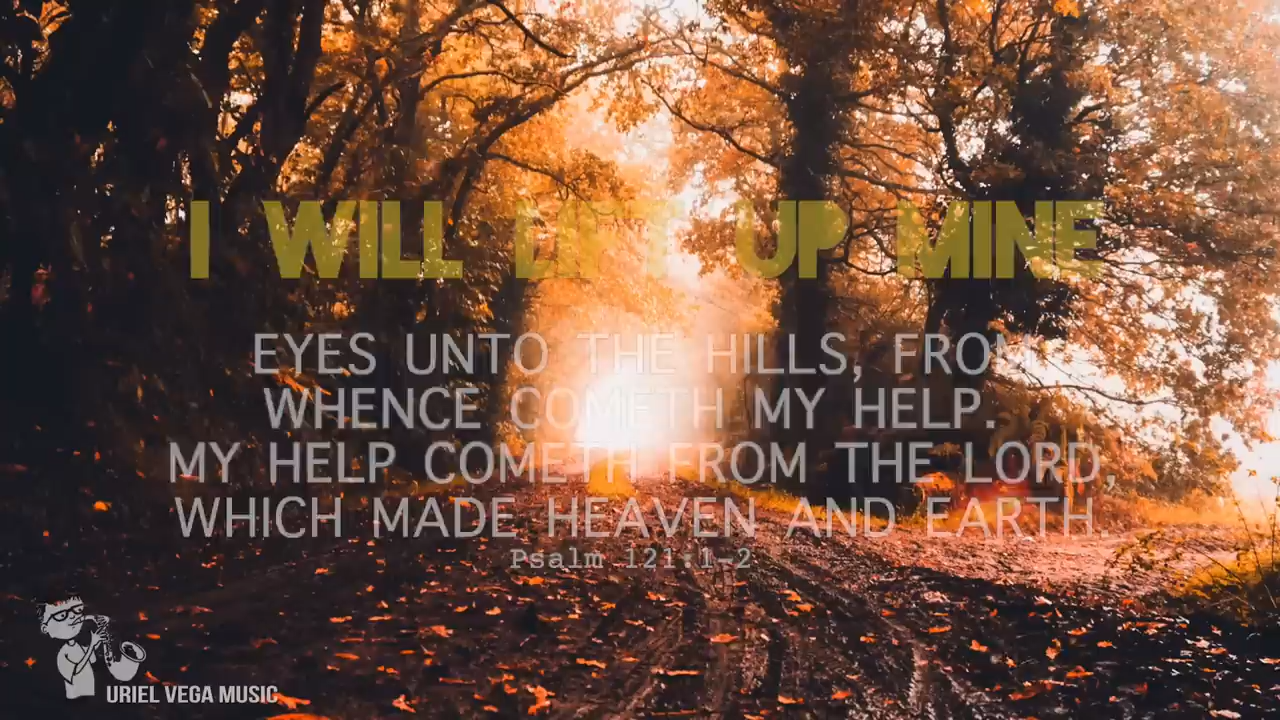 I WILL LIFT UP MINE
EYES UNTO THE HILLS, FROM
WHENCE COMETH MY HELP.
MY HELP COMETH FROM THE LORD,
WHICH MADE HEAVEN AND EARTH.
Psalm 121:1-2
URIEL VEGA MUSIC